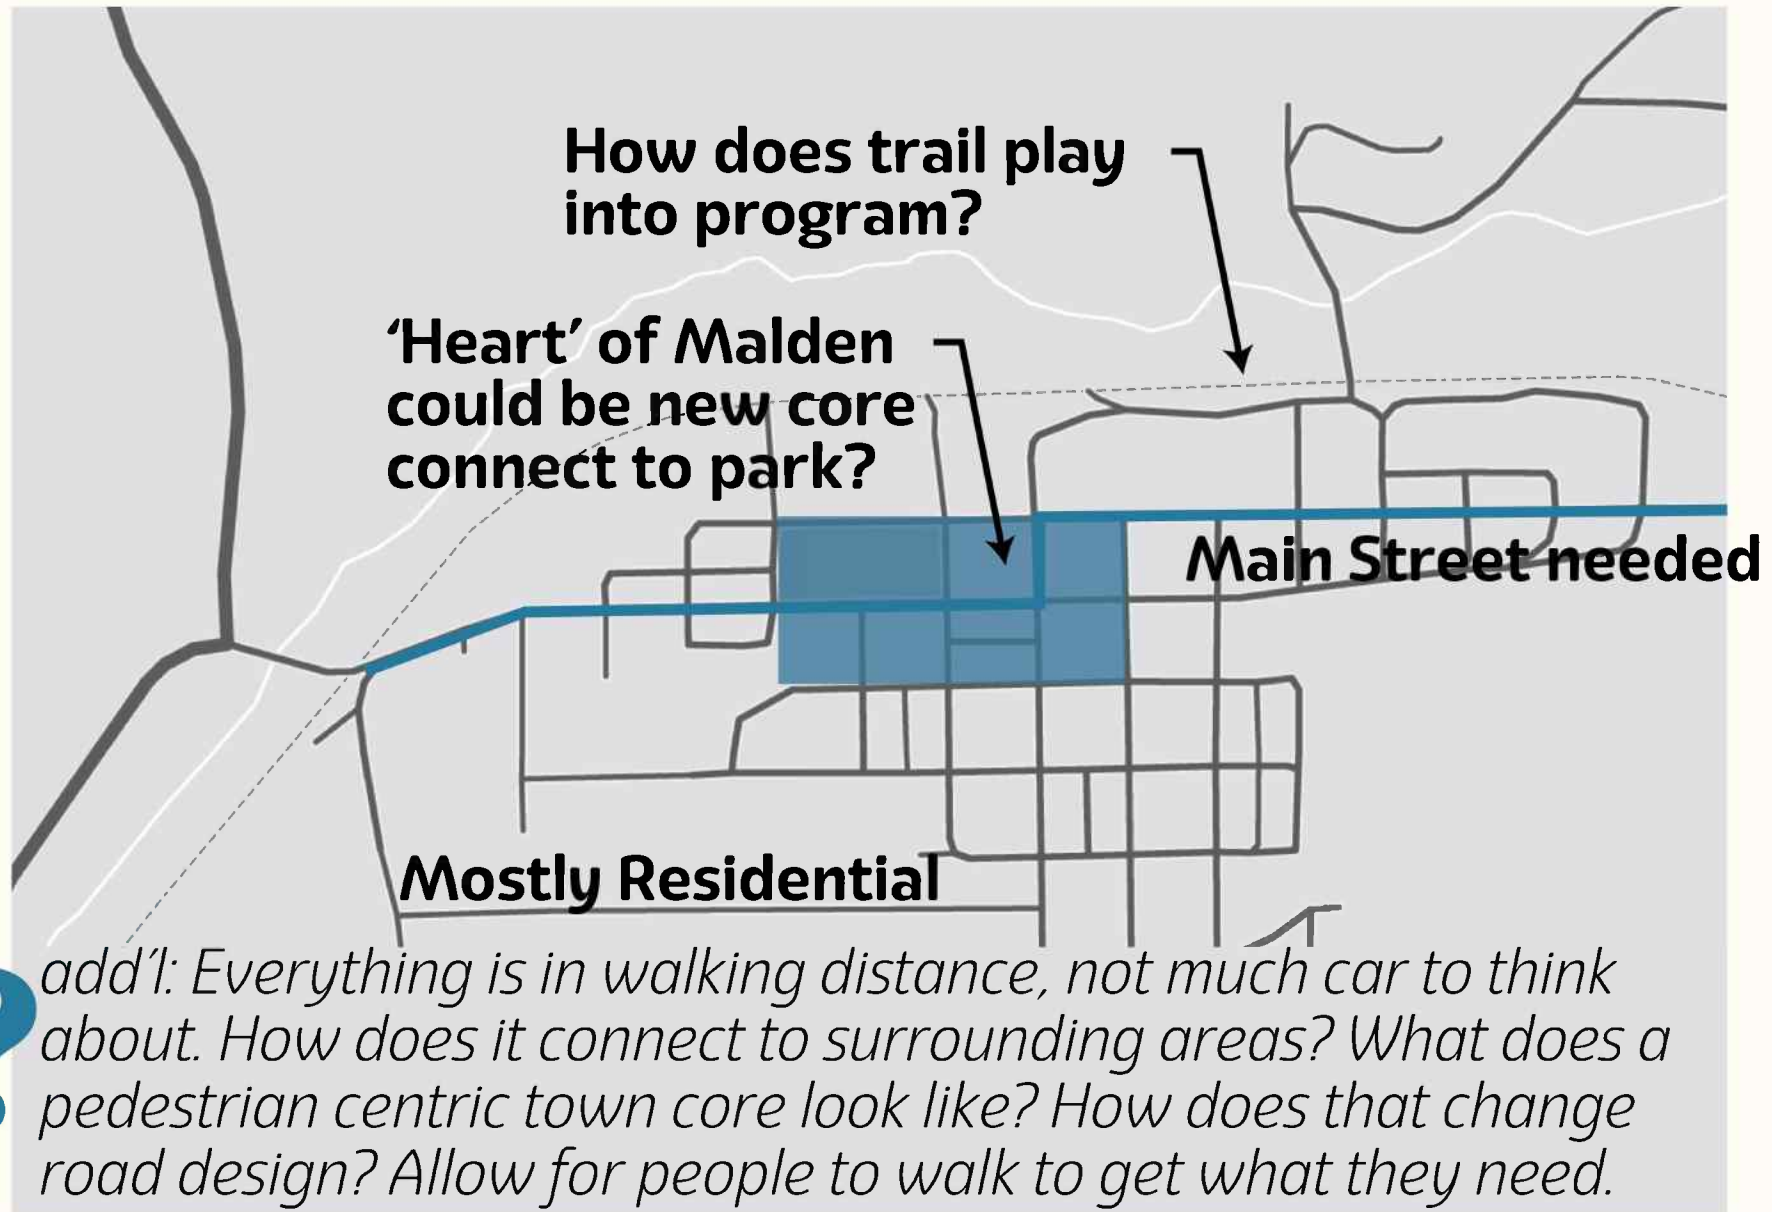 How does trail play
into program?
‘Heart’ of Malden
could be new core
connect to park?
Main Street needed
Mostly Residential
?
add’l: Everything is in walking distance, not much car to think
about. How does it connect to surrounding areas? What does a
pedestrian centric town core look like? How does that change
road design? Allow for people to walk to get what they need.